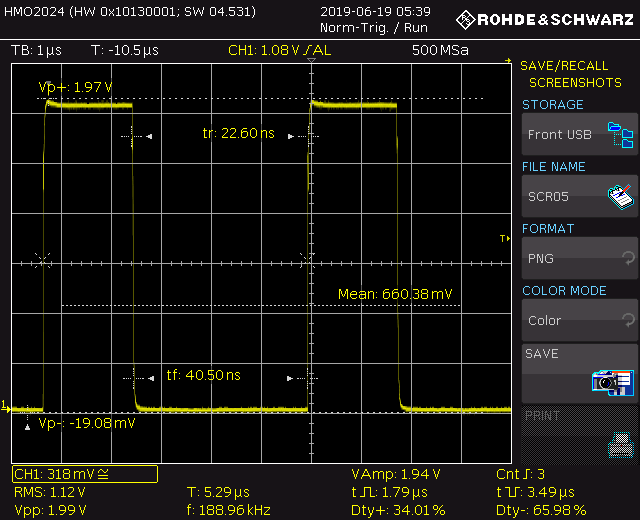 HMO2024 (HW 0x10130001; SW 04.531)
2019-06-19 05:39
Norm-Trig. / Run
ROHDE&SCHWARZ
TB: 1µs
T: -10.5µs
CH1: 1.08 V / AL
500 MSa
Vp+: 1.97 V
tr: 22.60 ns
T
Mean: 660.38 mV
tf: 40.50 ns
1
Vp-: -19.08 mV
SAVE/RECALL
SCREENSHOTS
STORAGE
Front USB
FILE NAME
SCR05
FORMAT
PNG
COLOR MODE
Color
SAVE
PRINT
CH1: 318 mV ≅
V Amp: 1.94 V
Cnt: 3
RMS: 1.12 V
T: 5.29 µs
t: 1.79 µs
t: 3.49 µs
Vpp: 1.99 V
f: 188.96 kHz
Dty+: 34.01 %
Dty-: 65.98 %